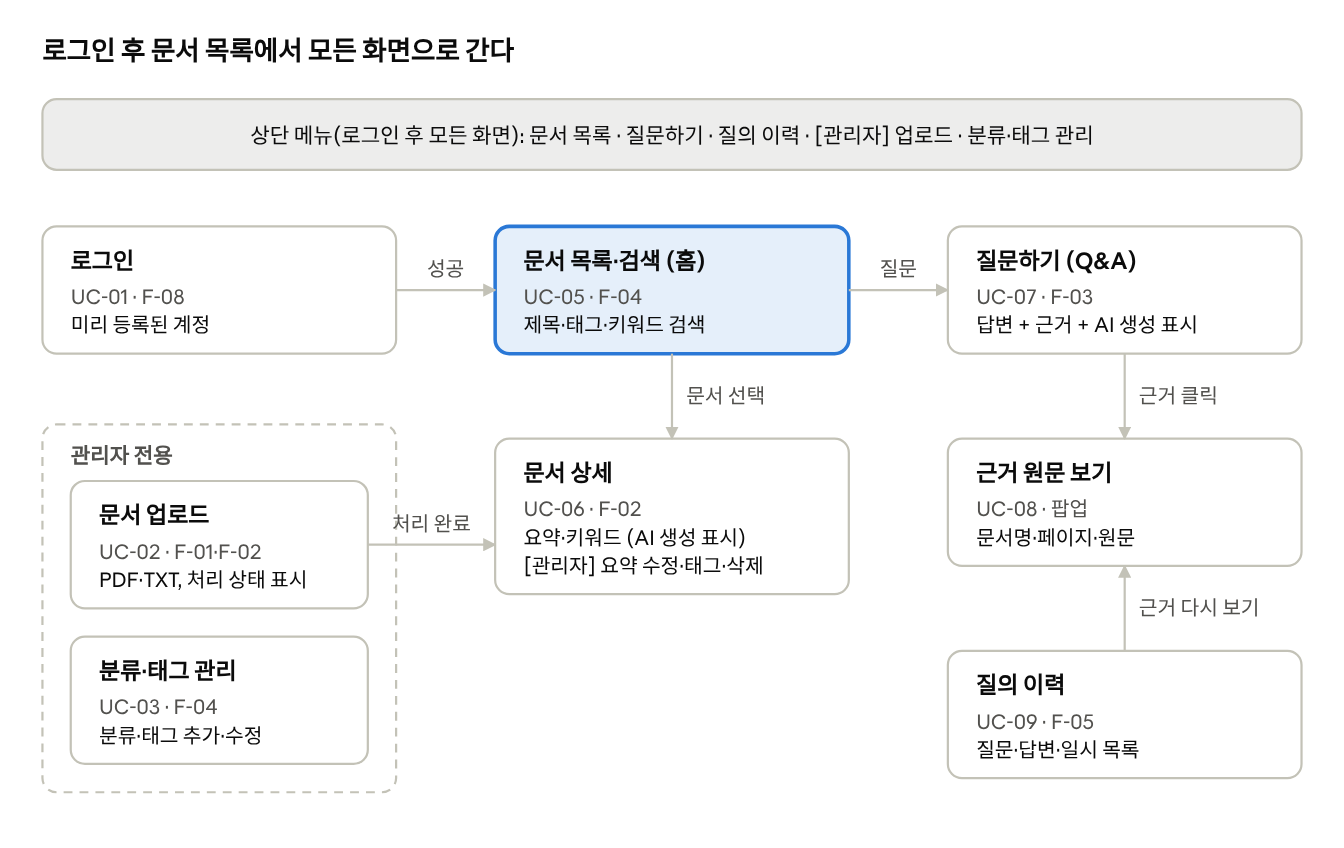 로그인 후 문서 목록에서 모든 화면으로 간다
상단 메뉴(로그인 후 모든 화면): 문서 목록 · 질문하기 · 질의 이력 · [관리자] 업로드 · 분류·태그 관리
로그인
UC-01 · F-08
미리 등록된 계정
성공
문서 목록·검색 (홈)
UC-05 · F-04
제목·태그·키워드 검색
질문
질문하기 (Q&A)
UC-07 · F-03
답변 + 근거 + AI 생성 표시
문서 선택
근거 클릭
관리자 전용
문서 업로드
UC-02 · F-01·F-02
PDF·TXT, 처리 상태 표시
처리 완료
문서 상세
UC-06 · F-02
요약·키워드 (AI 생성 표시)
[관리자] 요약 수정·태그·삭제
근거 원문 보기
UC-08 · 팝업
문서명·페이지·원문
근거 다시 보기
분류·태그 관리
UC-03 · F-04
분류·태그 추가·수정
질의 이력
UC-09 · F-05
질문·답변·일시 목록